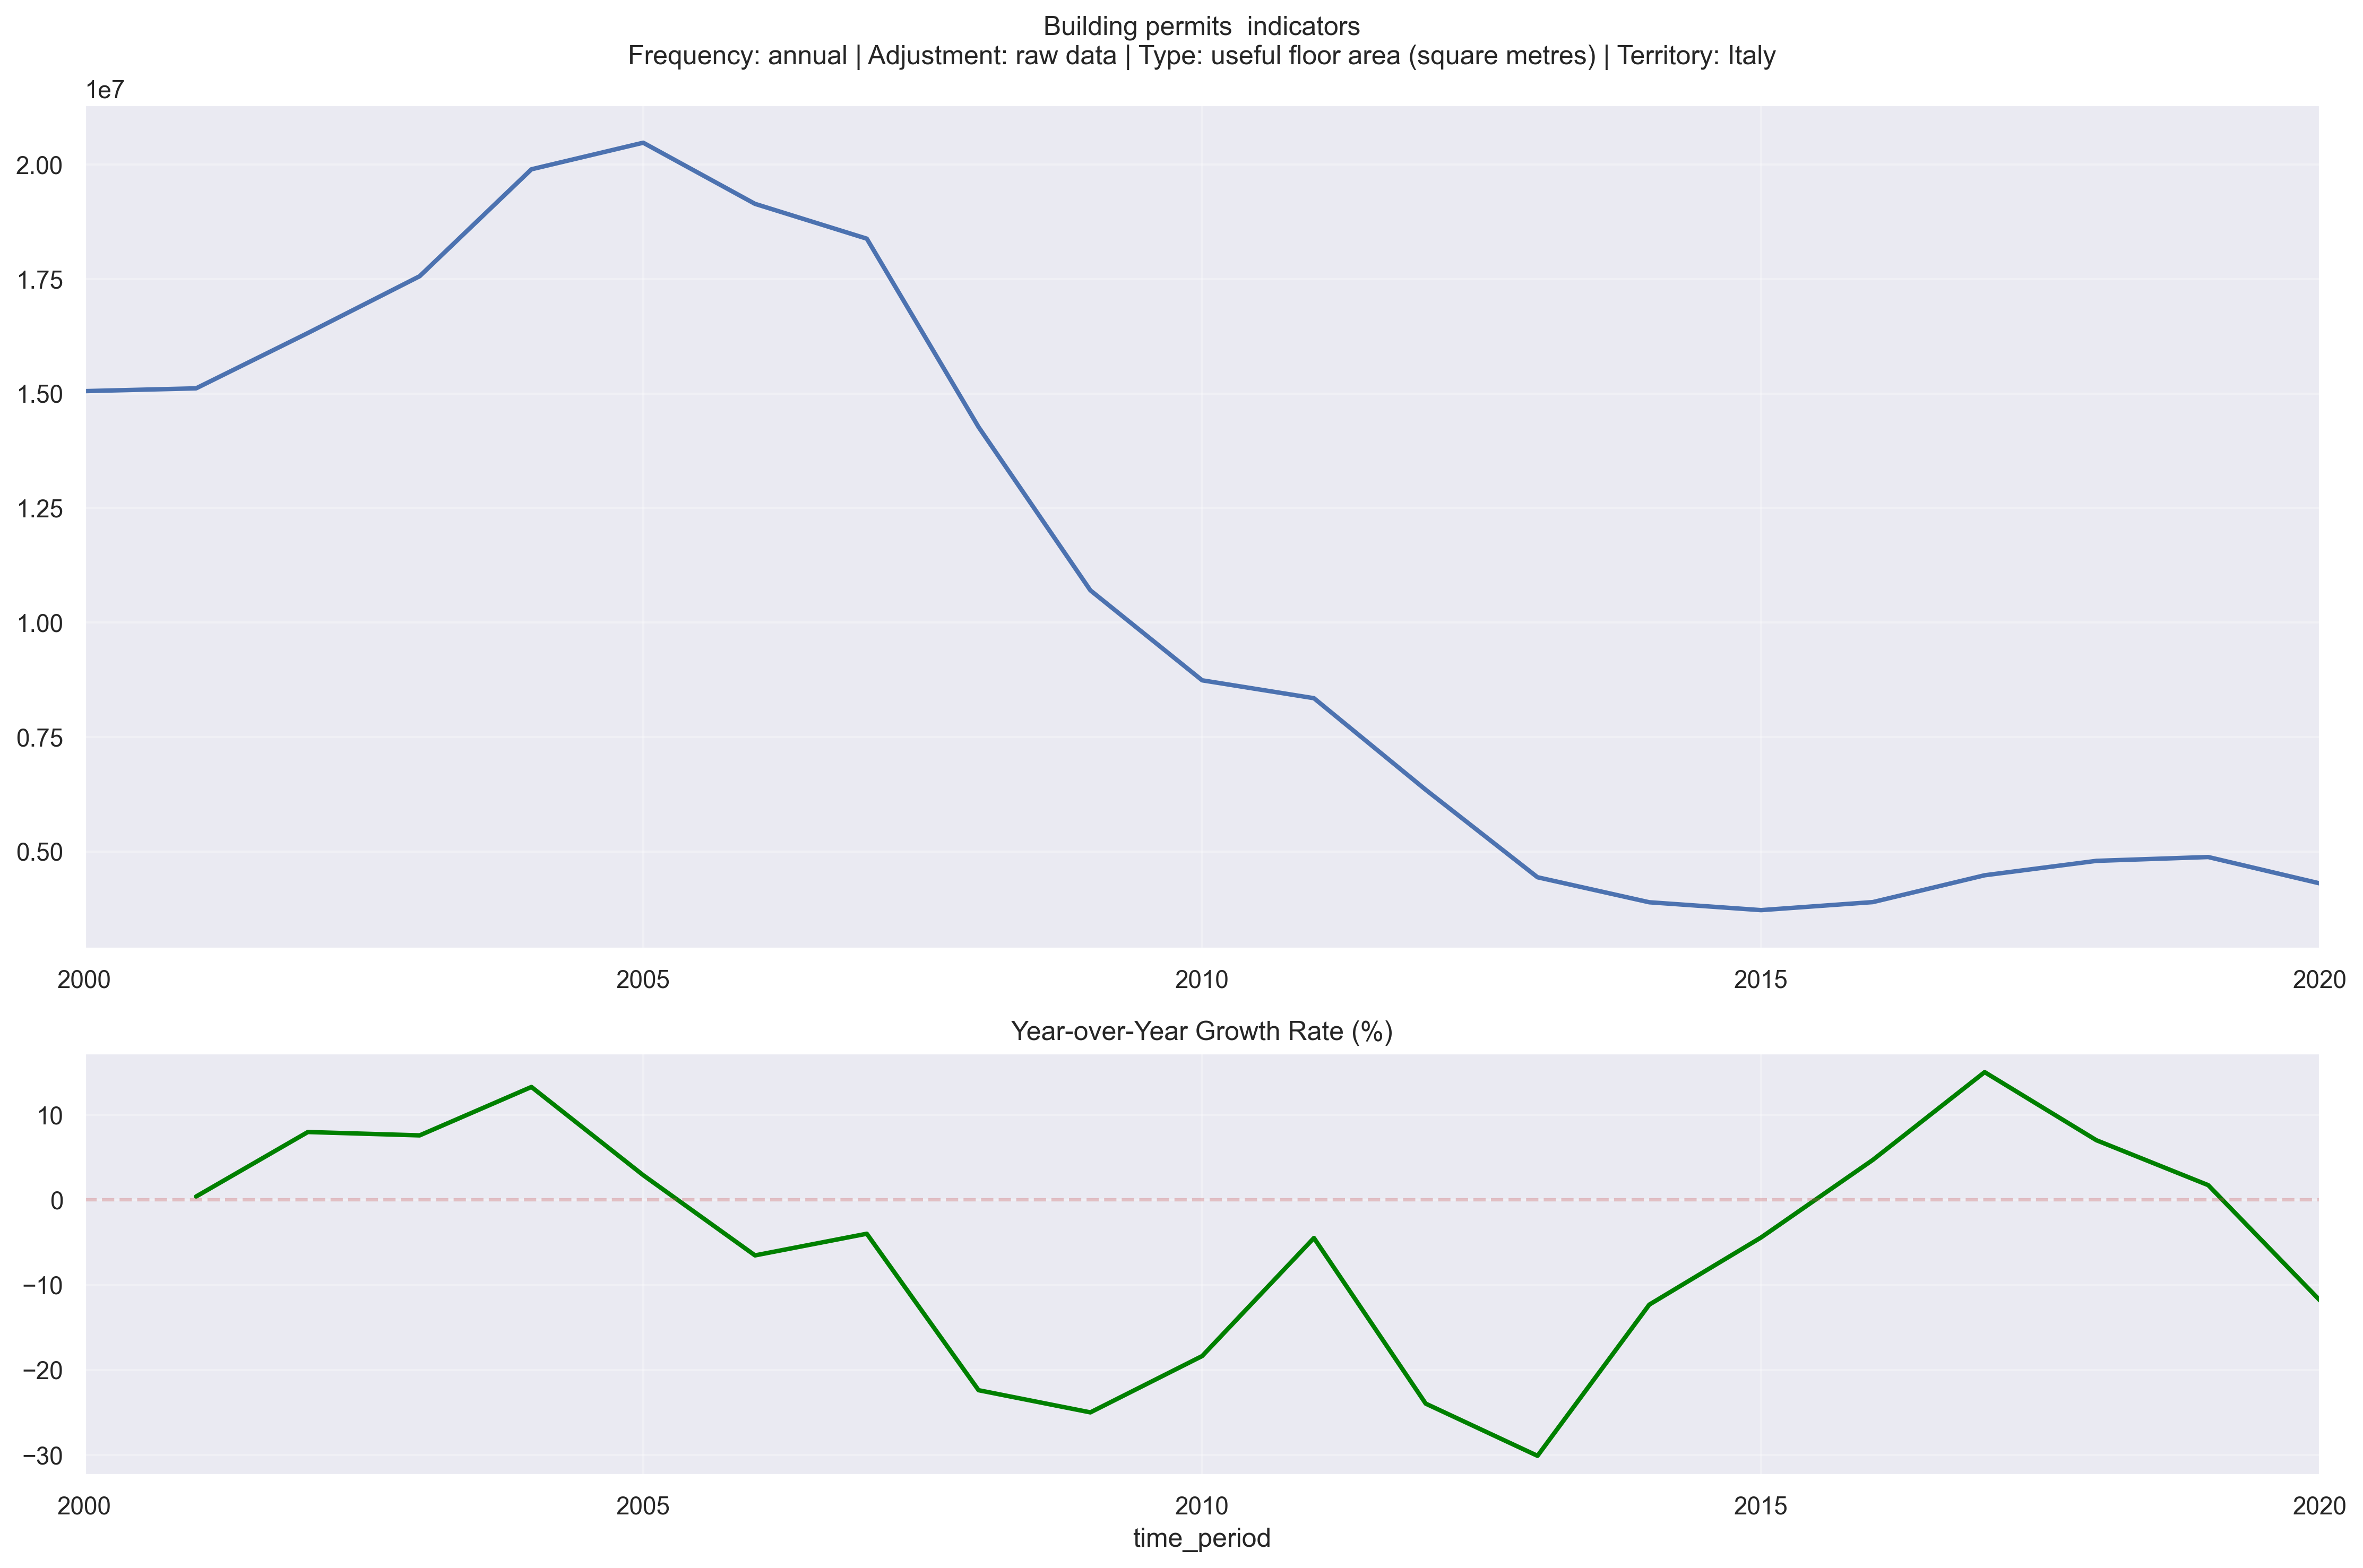 Building permits  indicators
Frequency: annual | Adjustment: raw data | Type: useful floor area (square metres) | Territory: Italy
1e7
2.00
1.75
1.50
1.25
1.00
0.75
0.50
2000 2005 2010 2015 2020
Year-over-Year Growth Rate (%)
10
0
−10
−20
−30
2000 2005 2010 2015 2020
time_period